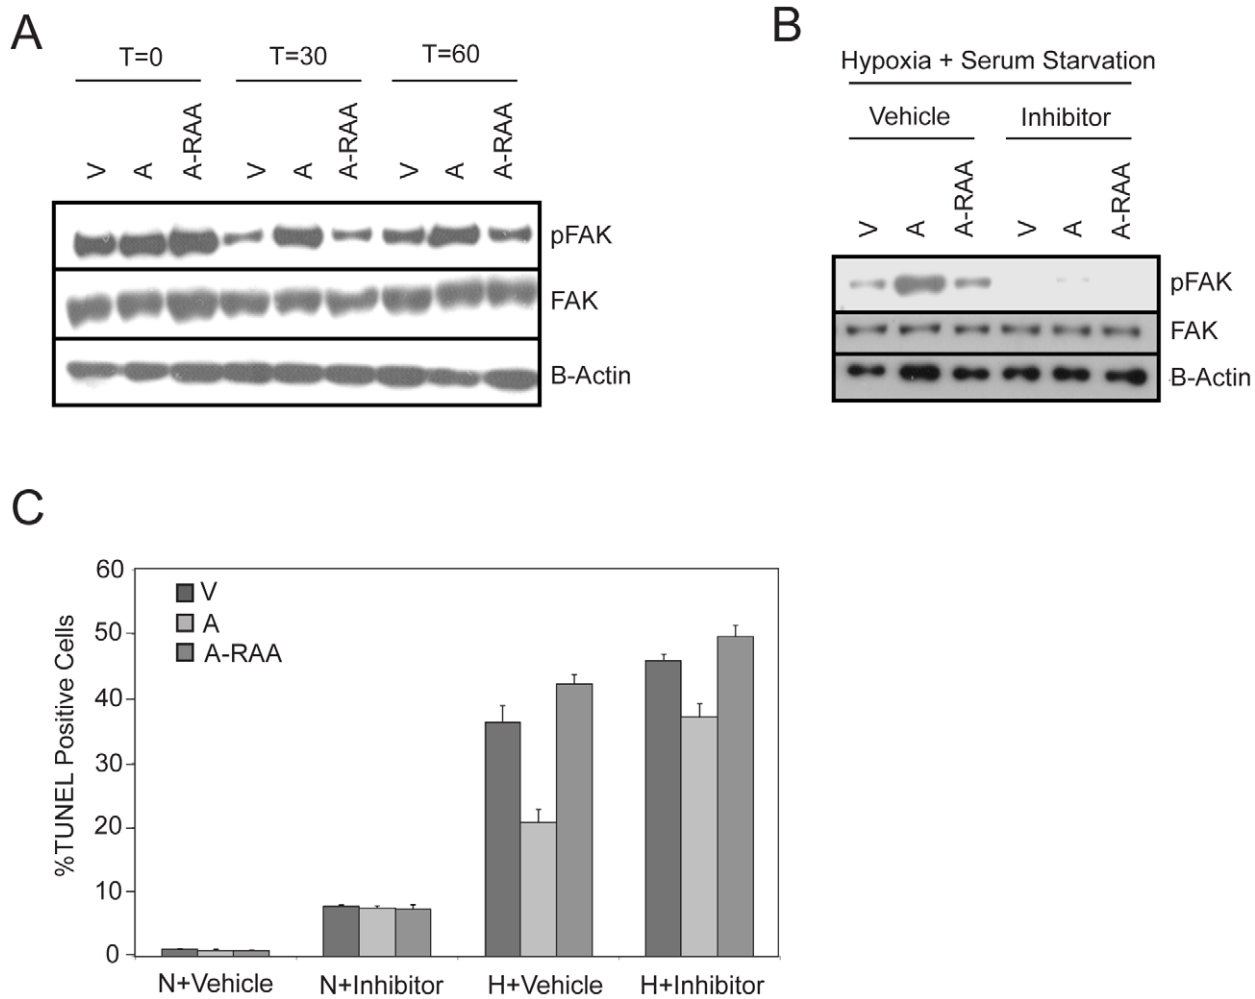 A
T=0 T=30 T=60
V A A-RAA V A A-RAA V A A-RAA
pFAK
FAK
B-Actin
B
Hypoxia + Serum Starvation
Vehicle Inhibitor
V A A-RAA V A A-RAA
pFAK
FAK
B-Actin
C
%TUNEL Positive Cells
60
50
40
30
20
10
0
V
A
A-RAA
N+Vehicle N+Inhibitor H+Vehicle H+Inhibitor